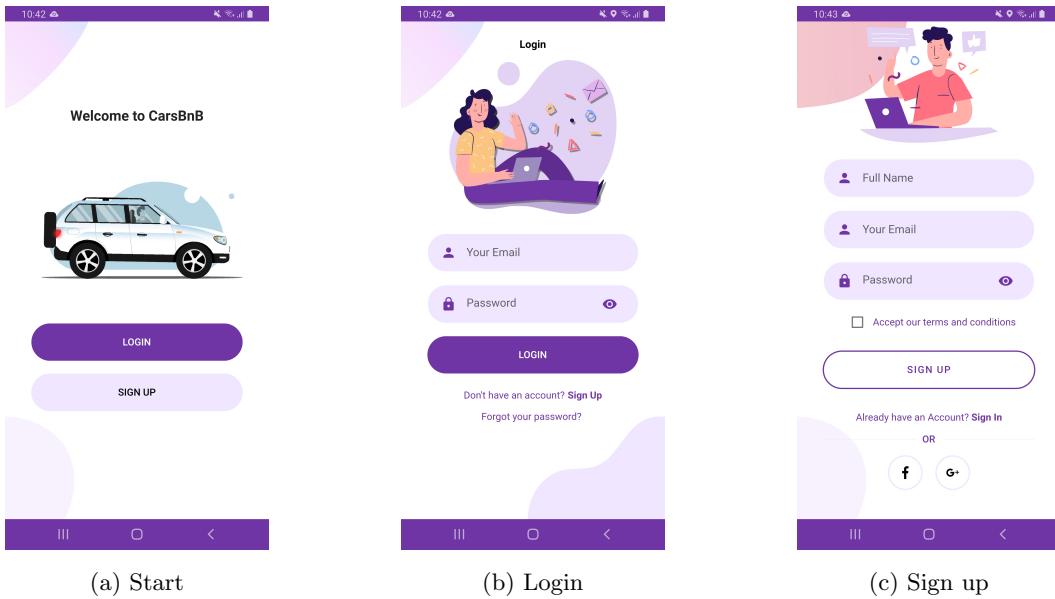 10:42
Welcome to CarsBnB
LOGIN
SIGN UP
(a) Start
10:42
Login
Your Email
Password
LOGIN
Don't have an account? Sign Up
Forgot your password?
(b) Login
10:43
Full Name
Your Email
Password
Accept our terms and conditions
SIGN UP
Already have an Account? Sign In
OR
f
G+
(c) Sign up